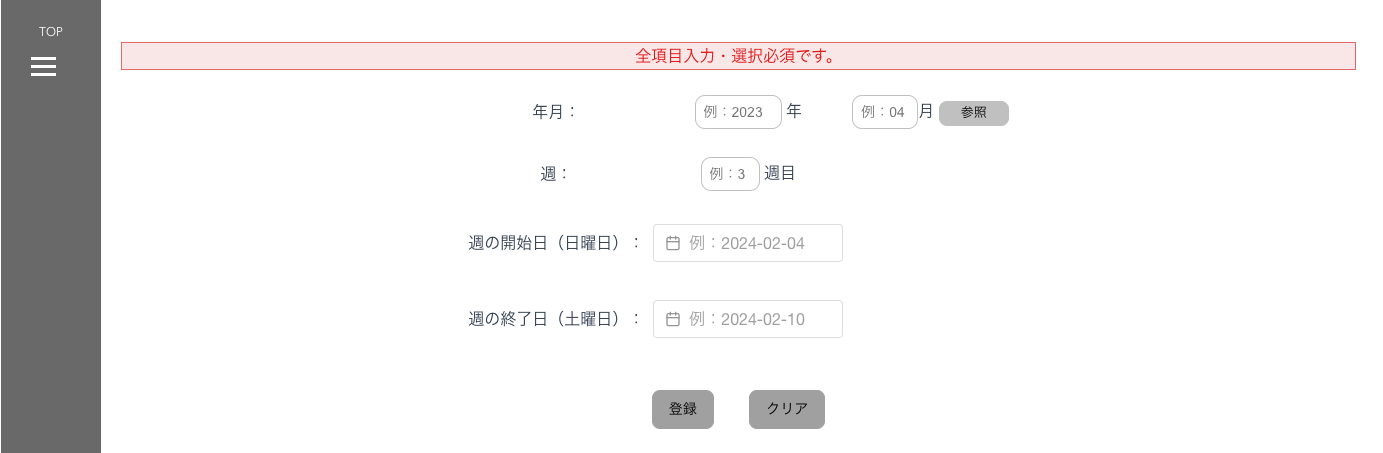 TOP
全項目入力・選択必須です。
年月： 例：2023 年 例：04 月 参照
週： 例：3 週目
週の開始日（日曜日）： 例：2024-02-04
週の終了日（土曜日）： 例：2024-02-10
登録 クリア